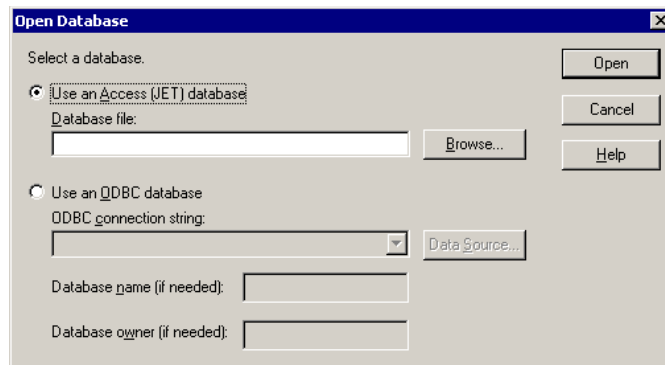 Open Database
Select a database.
Open
Use an Access (JET) database
Database file:
Cancel
Browse...
Help
Use an ODBC database
ODBC connection string:
Data Source...
Database name (if needed):
Database owner (if needed):